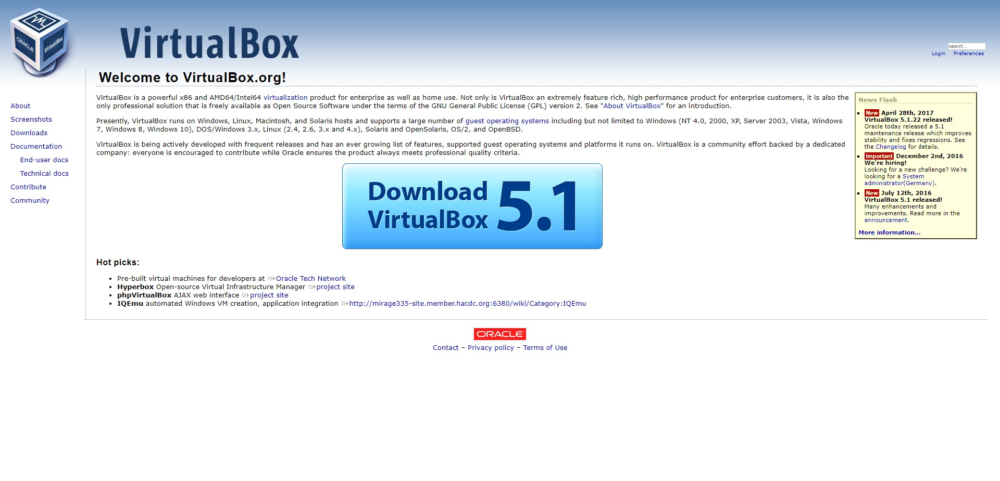 ORACLE
VirtualBox
VirtualBox
search...
Login Preferences
About
Screenshots
Downloads
Documentation
End-user docs
Technical docs
Contribute
Community
Welcome to VirtualBox.org!
VirtualBox is a powerful x86 and AMD64/Intel64 virtualization product for enterprise as well as home use. Not only is VirtualBox an extremely feature rich, high performance product for enterprise customers, it is also the
only professional solution that is freely available as Open Source Software under the terms of the GNU General Public License (GPL) version 2. See "About VirtualBox" for an introduction.
Presently, VirtualBox runs on Windows, Linux, Macintosh, and Solaris hosts and supports a large number of guest operating systems including but not limited to Windows (NT 4.0, 2000, XP, Server 2003, Vista, Windows
7, Windows 8, Windows 10), DOS/Windows 3.x, Linux (2.4, 2.6, 3.x and 4.x), Solaris and OpenSolaris, OS/2, and OpenBSD.
VirtualBox is being actively developed with frequent releases and has an ever growing list of features, supported guest operating systems and platforms it runs on. VirtualBox is a community effort backed by a dedicated
company: everyone is encouraged to contribute while Oracle ensures the product always meets professional quality criteria.
Download
VirtualBox 5.1
Hot picks:
Pre-built virtual machines for developers at Oracle Tech Network
Hyperbox Open-source Virtual Infrastructure Manager project site
phpVirtualBox AJAX web interface project site
IQEmu automated Windows VM creation, application integration http://mirage335-site.member.hacdc.org:6380/wiki/Category:IQEmu
News Flash
New April 28th, 2017
VirtualBox 5.1.22 released!
Oracle today released a 5.1
maintenance release which improves
stability and fixes regressions. See
the Changelog for details.
Important December 2nd, 2016
We're hiring!
Looking for a new challenge? We're
looking for a System
administrator(Germany).
New July 12th, 2016
VirtualBox 5.1 released!
Many enhancements and
improvements. Read more in the
announcement.
More information...
ORACLE
Contact – Privacy policy – Terms of Use